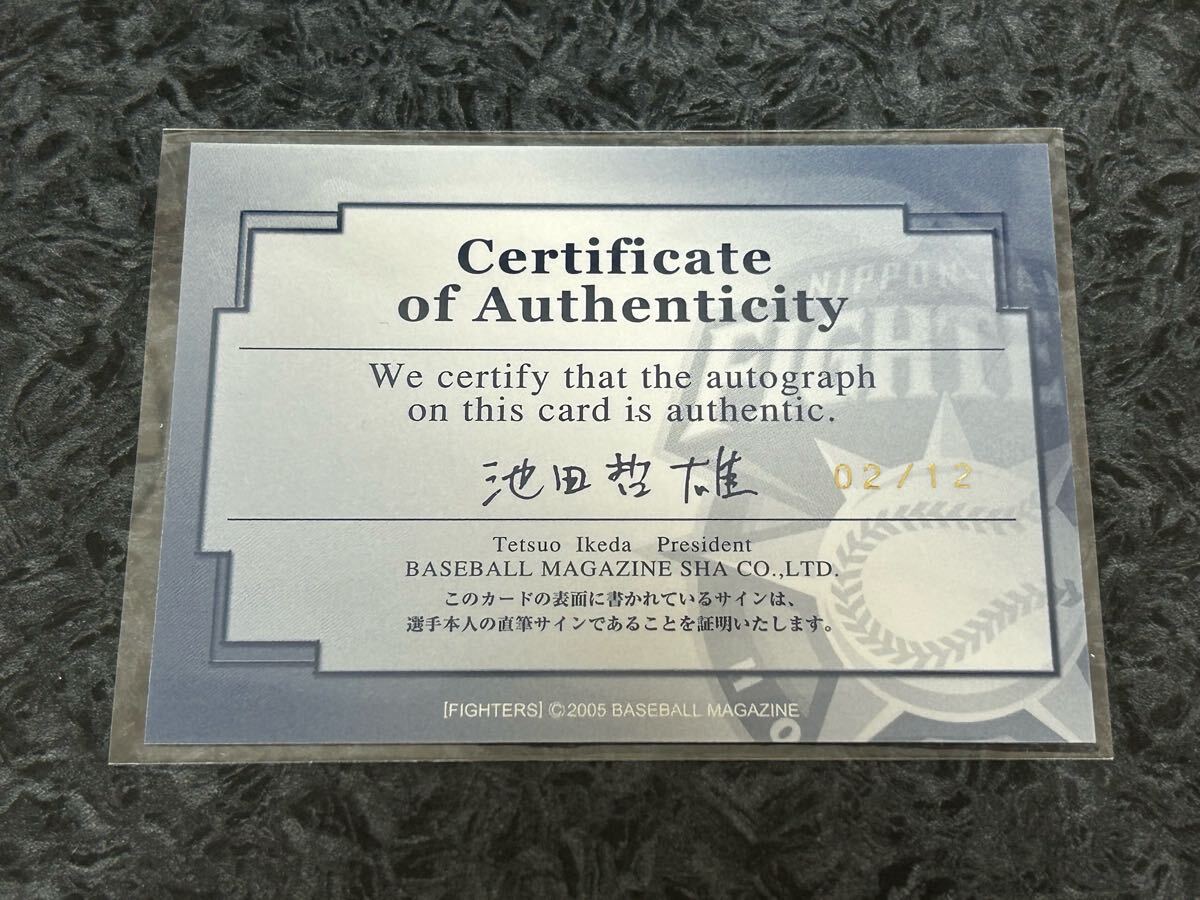 Certificate
of Authenticity
We certify that the autograph
on this card is authentic.
池田哲雄
02/12
Tetsuo Ikeda President
BASEBALL MAGAZINE SHA CO.,LTD.
このカードの表面に書かれているサインは、
選手本人の直筆サインであることを証明いたします。
[FIGHTERS] ©2005 BASEBALL MAGAZINE
NIPPON